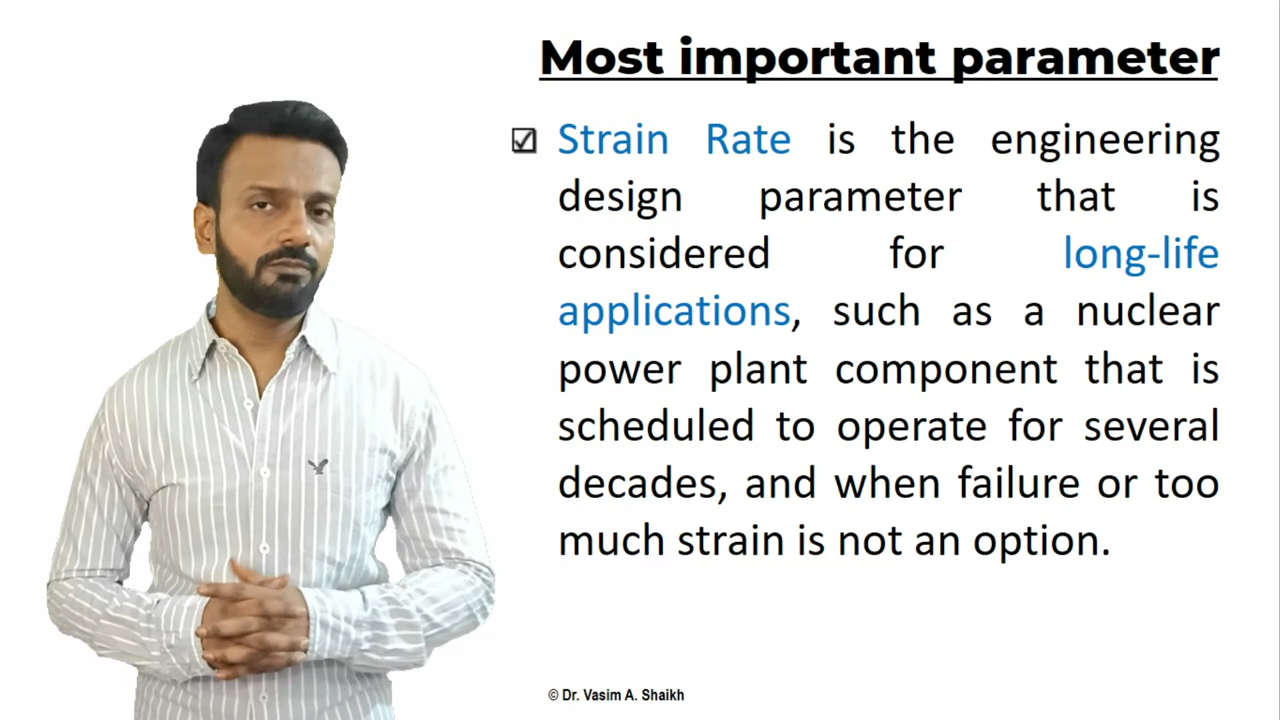 Most important parameter
Strain Rate is the engineering
design parameter that is
considered for long-life
applications, such as a nuclear
power plant component that is
scheduled to operate for several
decades, and when failure or too
much strain is not an option.
© Dr. Vasim A. Shaikh